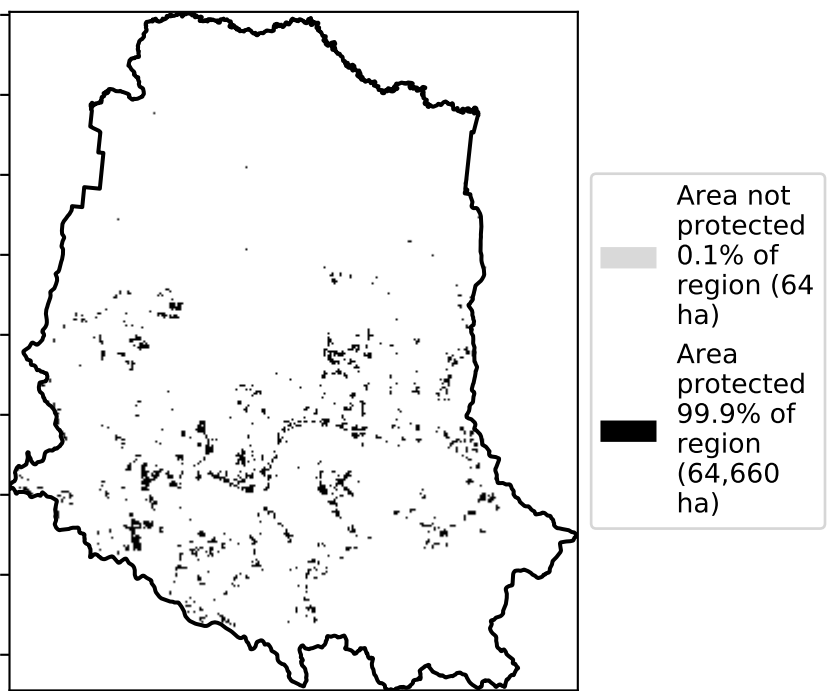 Area not
protected
0.1% of
region (64
ha)
Area
protected
99.9% of
region
(64,660
ha)